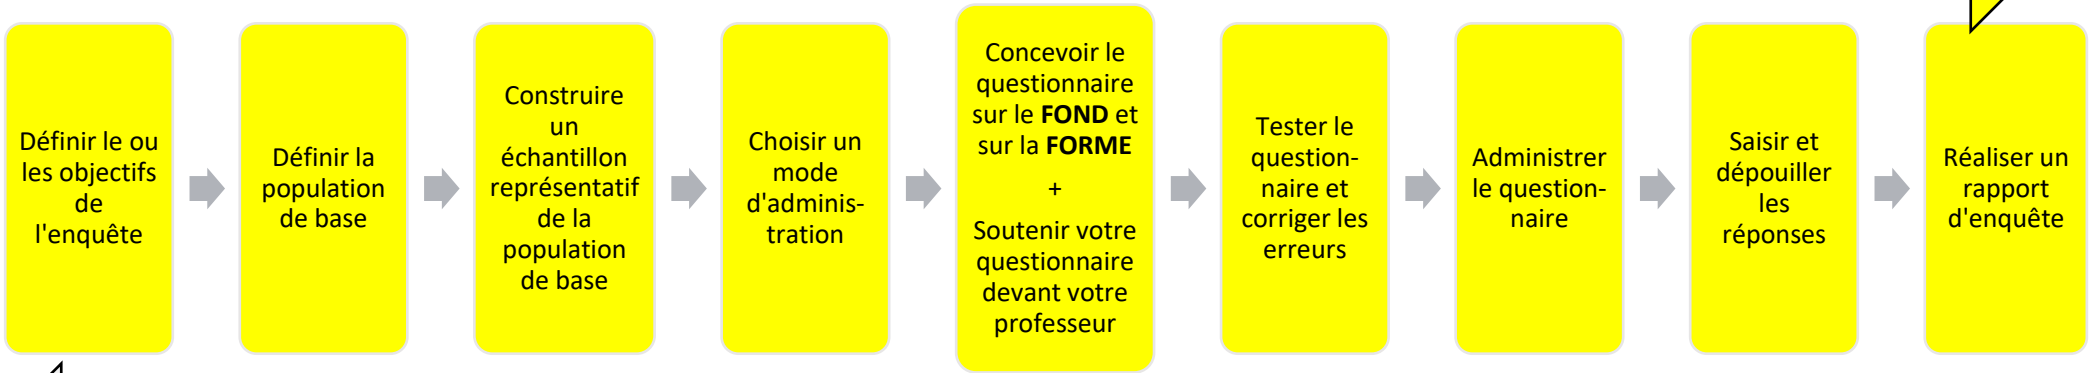 Définir le ou
les objectifs
de
l'enquête
Définir la
population
de base
Construire
un
échantillon
représentatif
de la
population
de base
Choisir un
mode
d'adminis-
tration
Concevoir le
questionnaire
sur le FOND et
sur la FORME
+
Soutenir votre
questionnaire
devant votre
professeur
Tester le
question-
naire et
corriger les
erreurs
Administrer
le question-
naire
Saisir et
dépouiller
les
réponses
Réaliser un
rapport
d'enquête